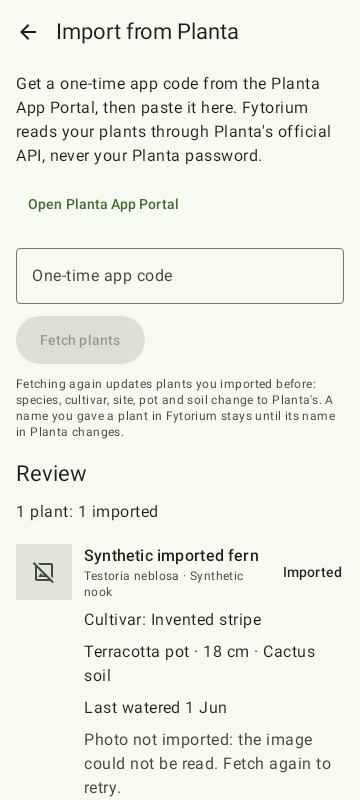 Import from Planta
Get a one-time app code from the Planta
App Portal, then paste it here. Fytorium
reads your plants through Planta's official
API, never your Planta password.
Open Planta App Portal
One-time app code
Fetch plants
Fetching again updates plants you imported before:
species, cultivar, site, pot and soil change to Planta's. A
name you gave a plant in Fytorium stays until its name
in Planta changes.
Review
1 plant: 1 imported
Synthetic imported fern
Testoria neblosa · Synthetic
nook
Imported
Cultivar: Invented stripe
Terracotta pot · 18 cm · Cactus
soil
Last watered 1 Jun
Photo not imported: the image
could not be read. Fetch again to
retry.